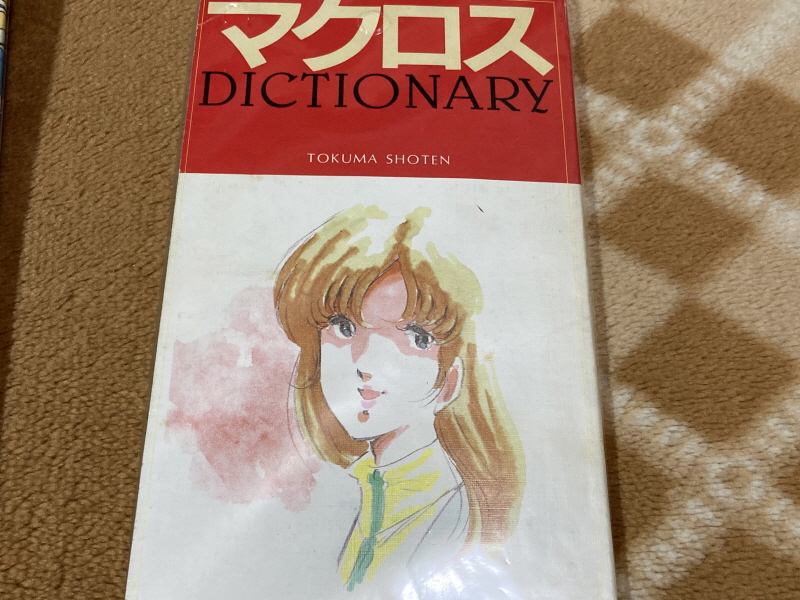 マクロス
DICTIONARY
TOKUMA SHOTEN